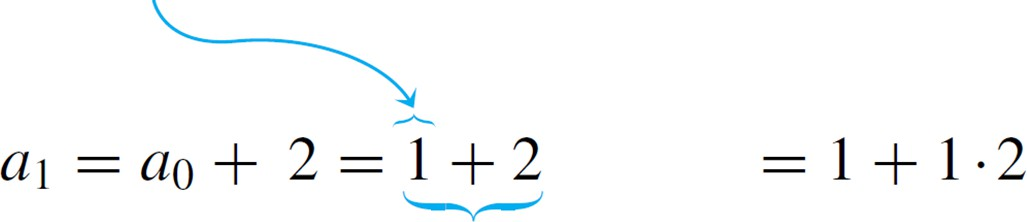 a₁ = a₀ + 2 = 1 + 2 = 1 + 1·2